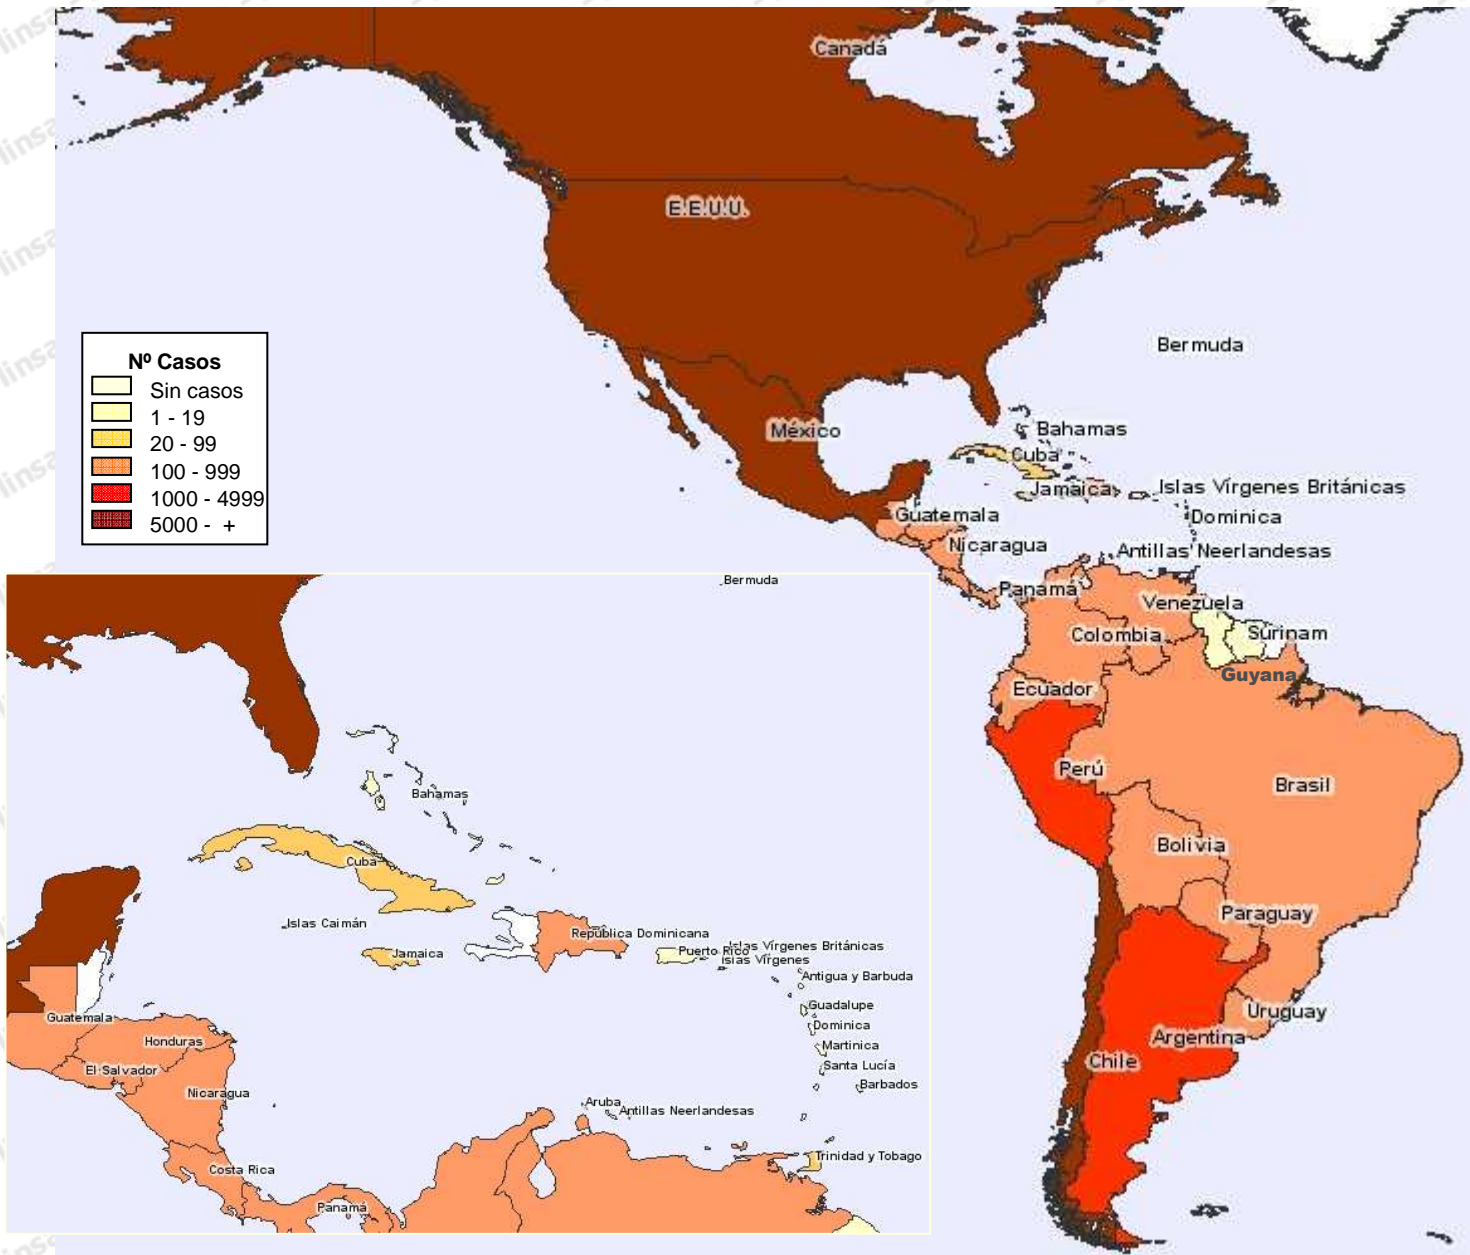 Canadá
E.E.U.U.
Bermuda
Nº Casos
Sin casos
1 - 19
20 - 99
100 - 999
1000 - 4999
5000 - +
México
Bahamas
Cuba
Jamaica
Islas Vírgenes Británicas
Guatemala
Dominica
Nicaragua
Antillas Neerlandesas
Panamá
Venezuela
Colombia
Surinam
Guyana
Ecuador
Perú
Brasil
Bolivia
Paraguay
Uruguay
Argentina
Chile
Bermuda
Bahamas
Cuba
Islas Caimán
República Dominicana
Jamaica
Puerto Rico
Islas Vírgenes Británicas
Islas Vírgenes
Antigua y Barbuda
Guadalupe
Guatemala
Dominica
Honduras
Martinica
El Salvador
Santa Lucía
Barbados
Nicaragua
Aruba
Antillas Neerlandesas
Trinidad y Tobago
Costa Rica
Panamá